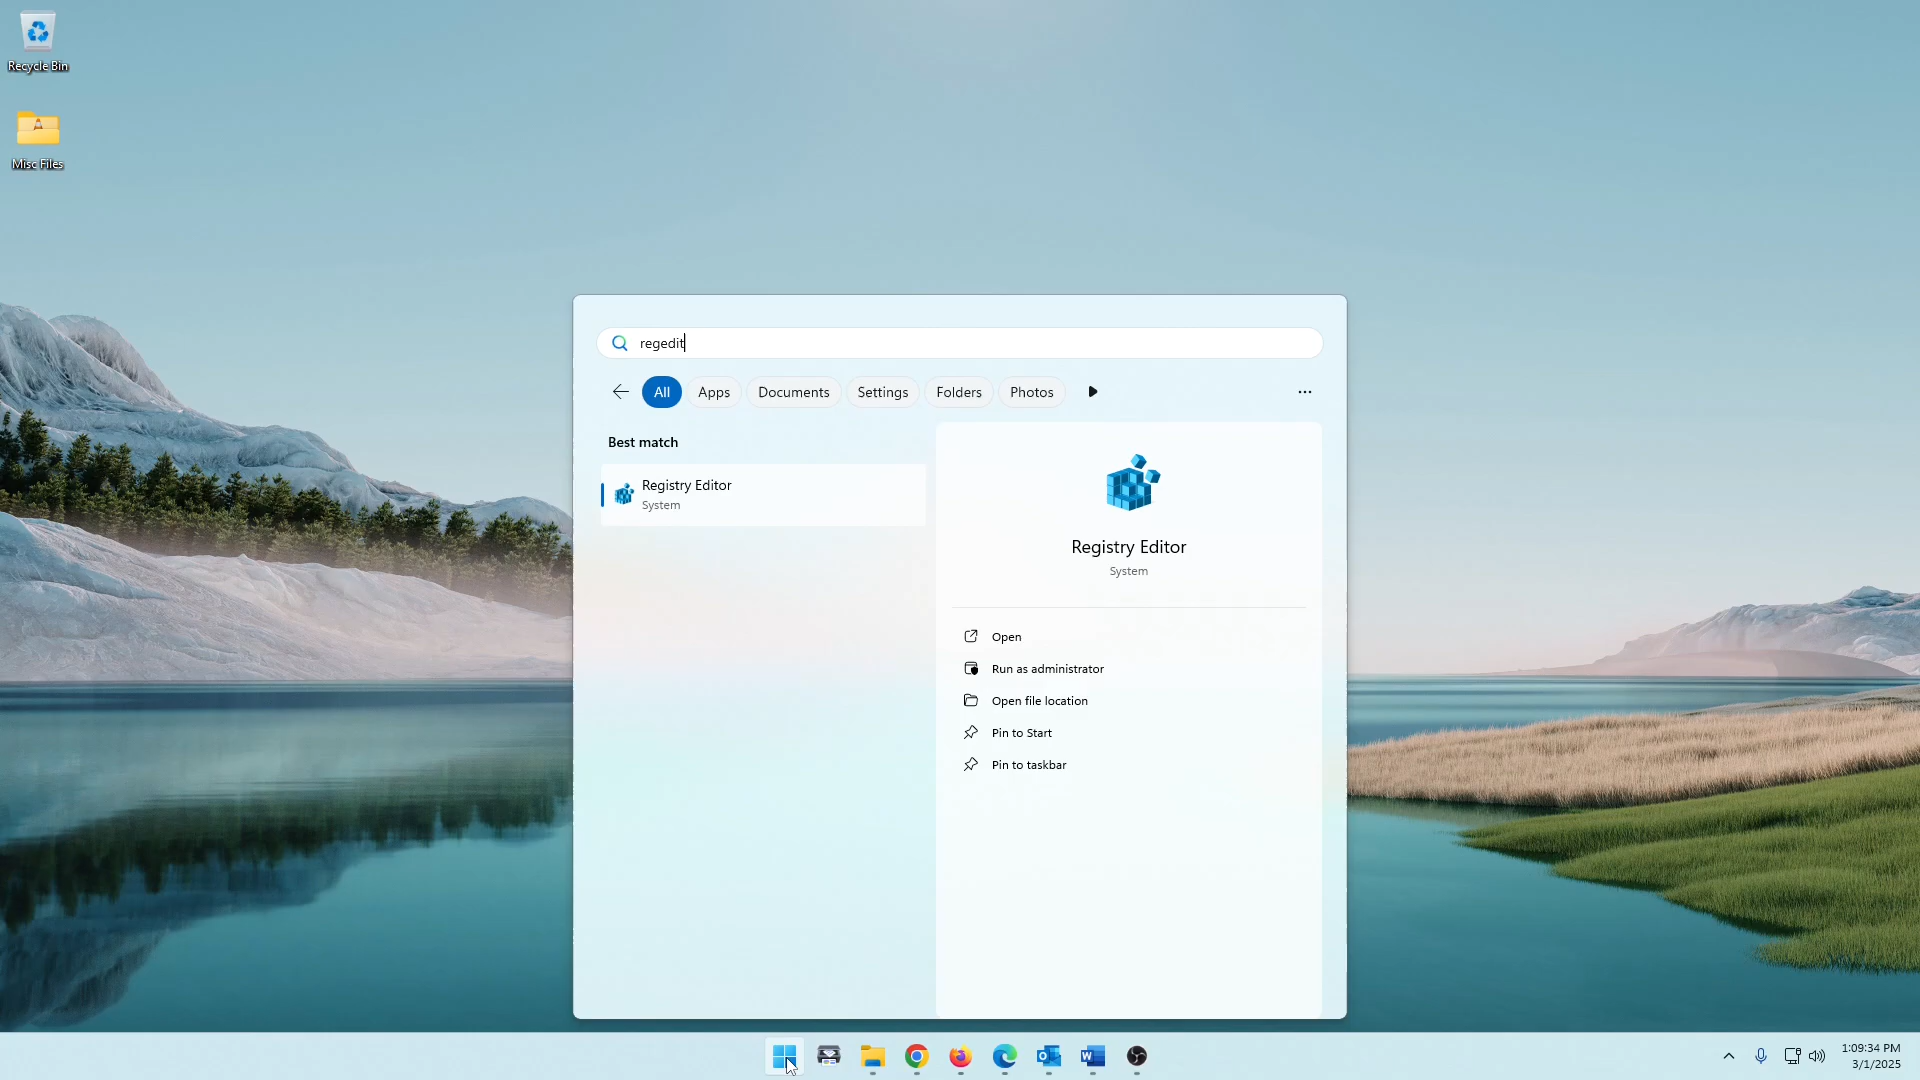 Recycle Bin
Misc Files
regedit
All Apps Documents Settings Folders Photos
Best match
Registry Editor
System
Registry Editor
System
Open
Run as administrator
Open file location
Pin to Start
Pin to taskbar
1:09:34 PM
3/1/2025